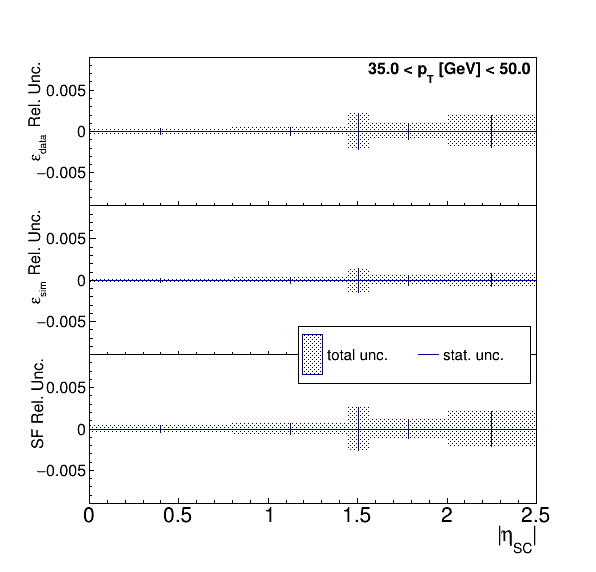 35.0 < p_T [GeV] < 50.0
ε_data Rel. Unc.
0.005
0
−0.005
ε_sim Rel. Unc.
0.005
0
−0.005
total unc.
stat. unc.
SF Rel. Unc.
0.005
0
−0.005
0 0.5 1 1.5 2 2.5
|η_SC|